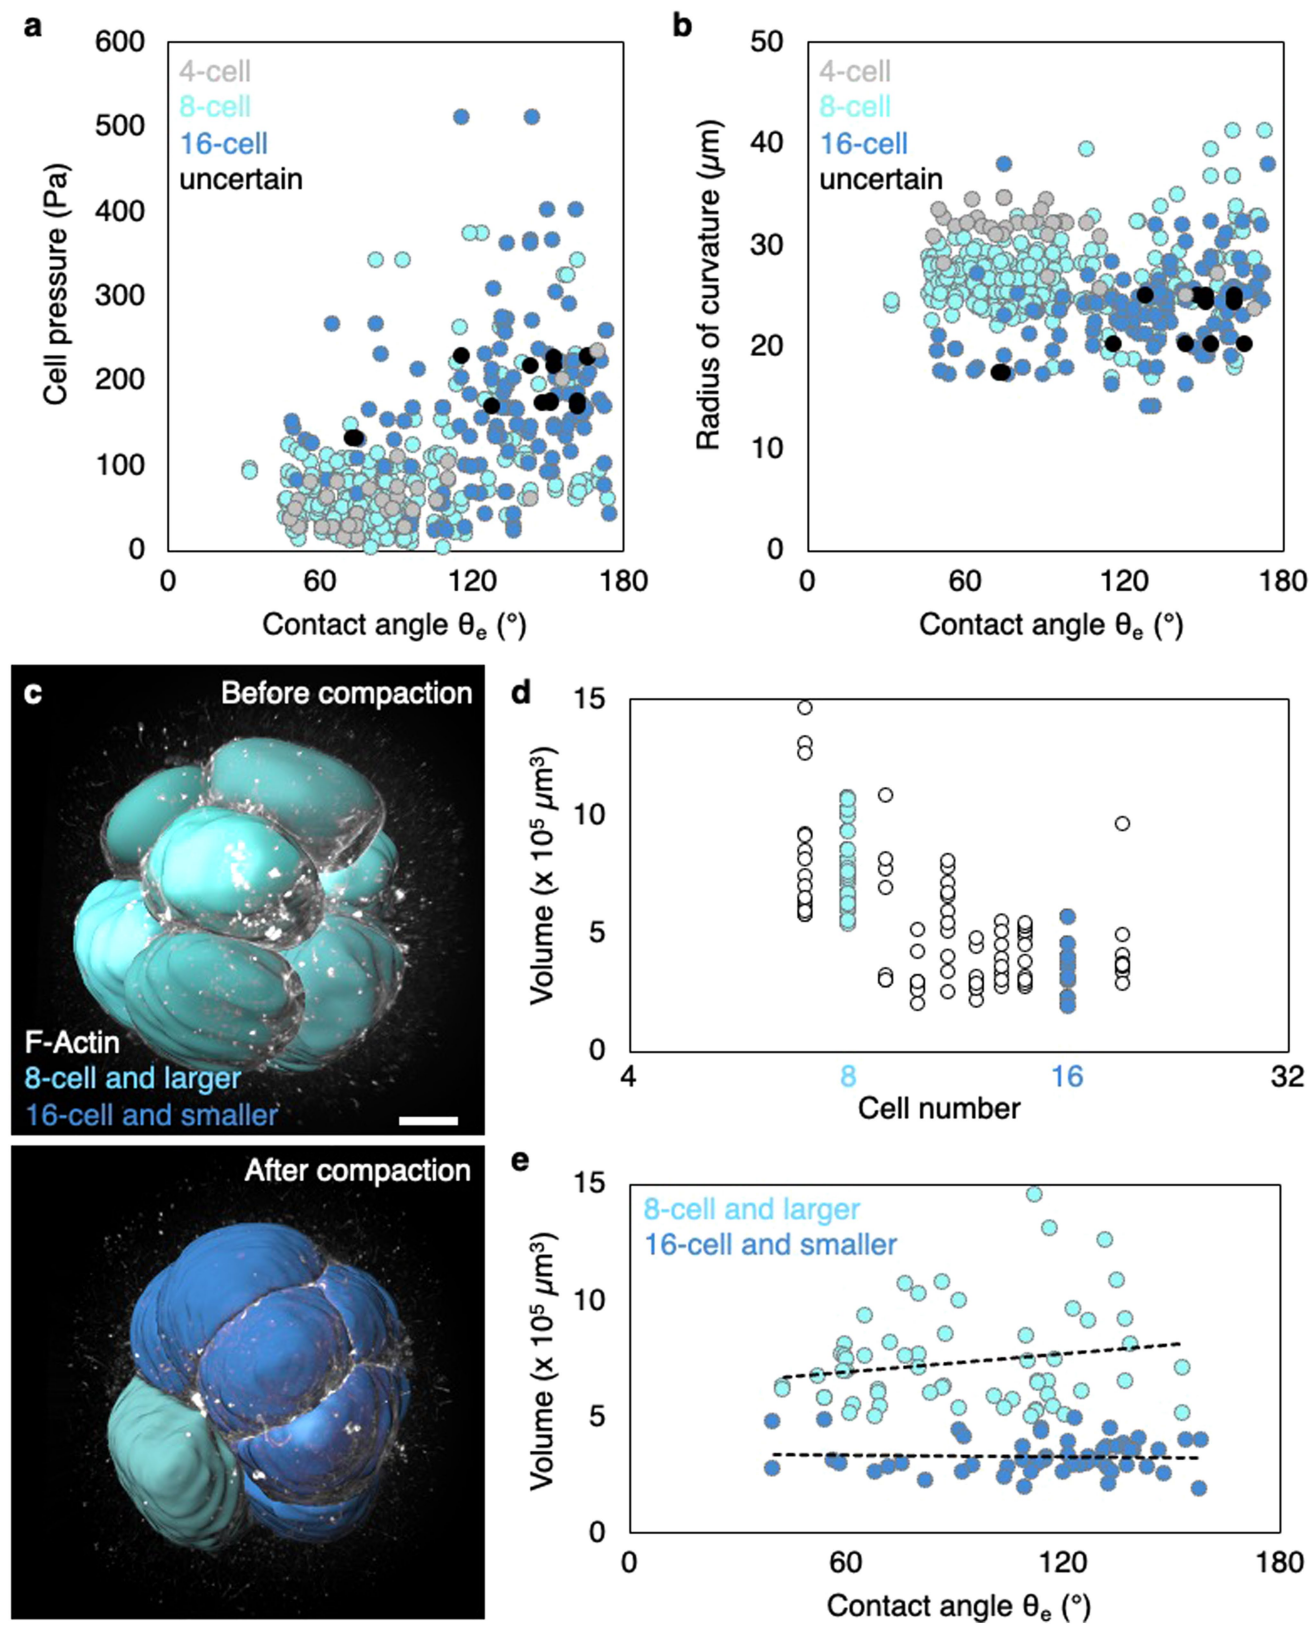 a
600
500
400
300
200
100
0
Cell pressure (Pa)
4-cell
8-cell
16-cell
uncertain
0 60 120 180
Contact angle θe (°)
b
50
40
30
20
10
0
Radius of curvature (µm)
4-cell
8-cell
16-cell
uncertain
0 60 120 180
Contact angle θe (°)
c
Before compaction
F-Actin
8-cell and larger
16-cell and smaller
After compaction
d
15
10
5
0
Volume (x 10⁵ µm³)
4 8 16 32
Cell number
e
15
10
5
0
Volume (x 10⁵ µm³)
8-cell and larger
16-cell and smaller
0 60 120 180
Contact angle θe (°)